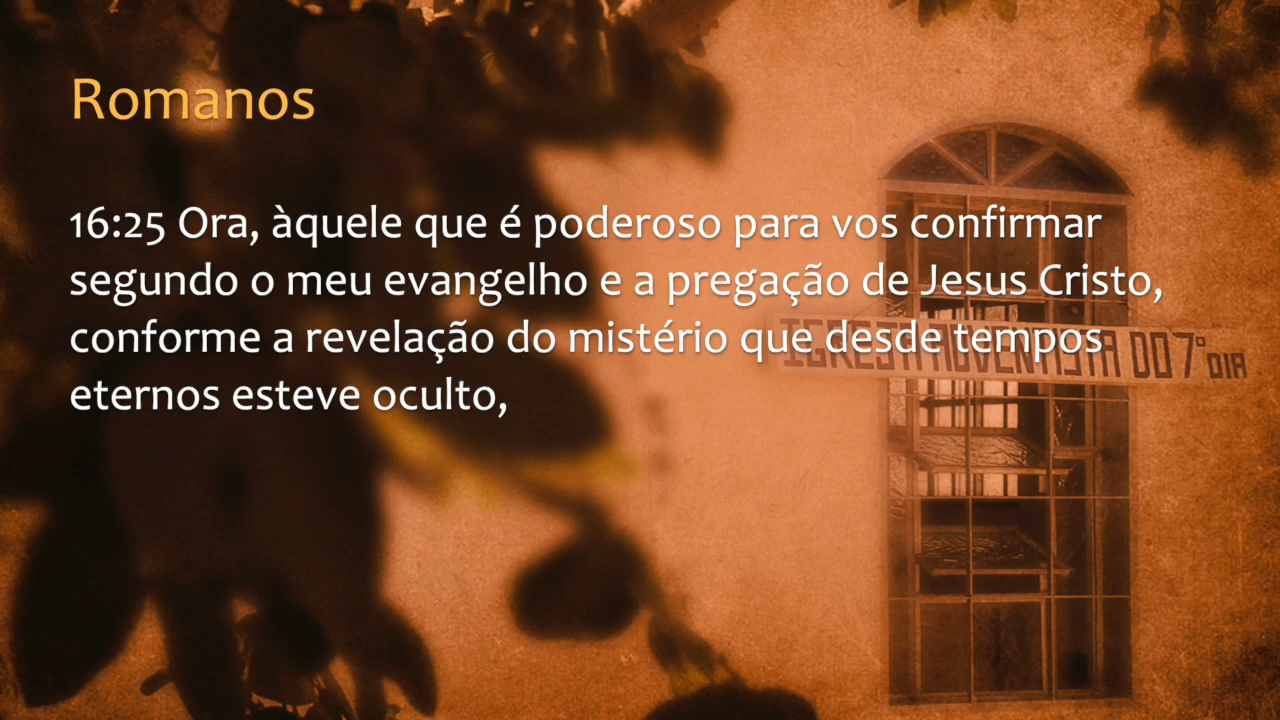 Romanos
16:25 Ora, àquele que é poderoso para vos confirmar
segundo o meu evangelho e a pregação de Jesus Cristo,
conforme a revelação do mistério que desde tempos
eternos esteve oculto,
IGREJA ADVENTISTA DO 7° DIA